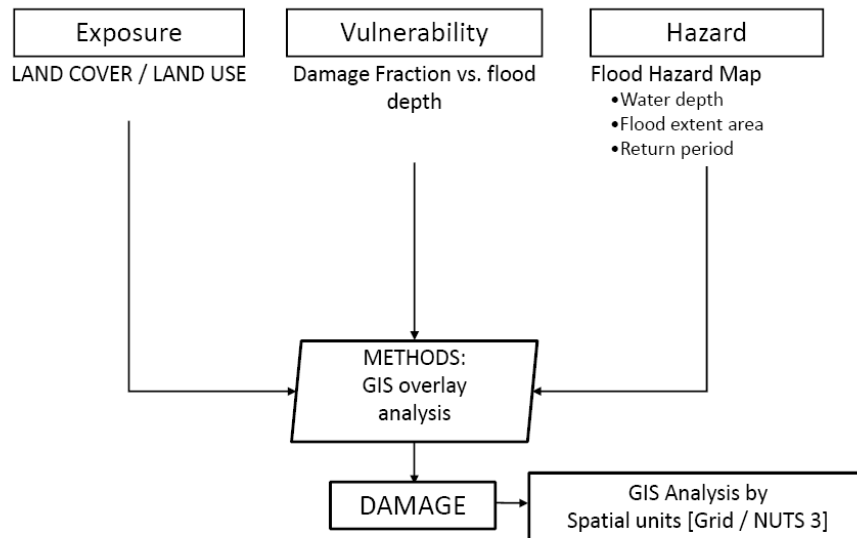 Exposure
LAND COVER / LAND USE
Vulnerability
Damage Fraction vs. flood
depth
Hazard
Flood Hazard Map
•Water depth
•Flood extent area
•Return period
METHODS:
GIS overlay
analysis
DAMAGE
GIS Analysis by
Spatial units [Grid / NUTS 3]